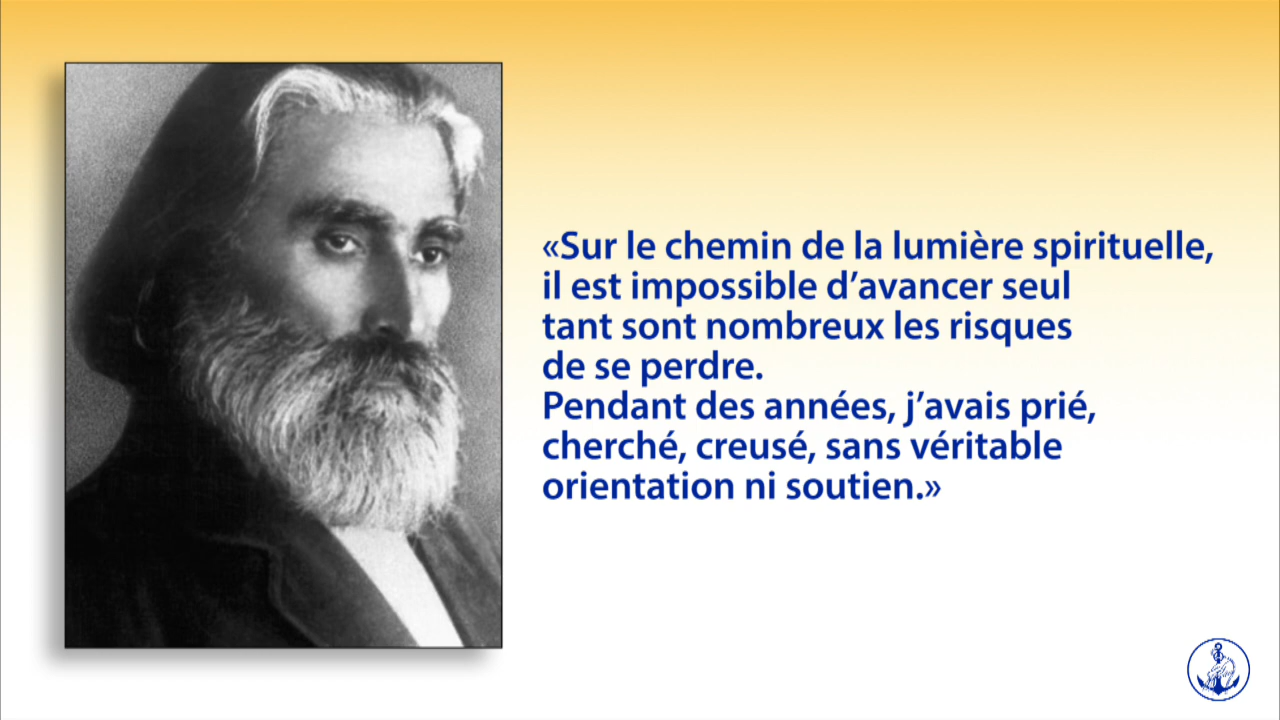 «Sur le chemin de la lumière spirituelle,
il est impossible d’avancer seul
tant sont nombreux les risques
de se perdre.
Pendant des années, j’avais prié,
cherché, creusé, sans véritable
orientation ni soutien.»